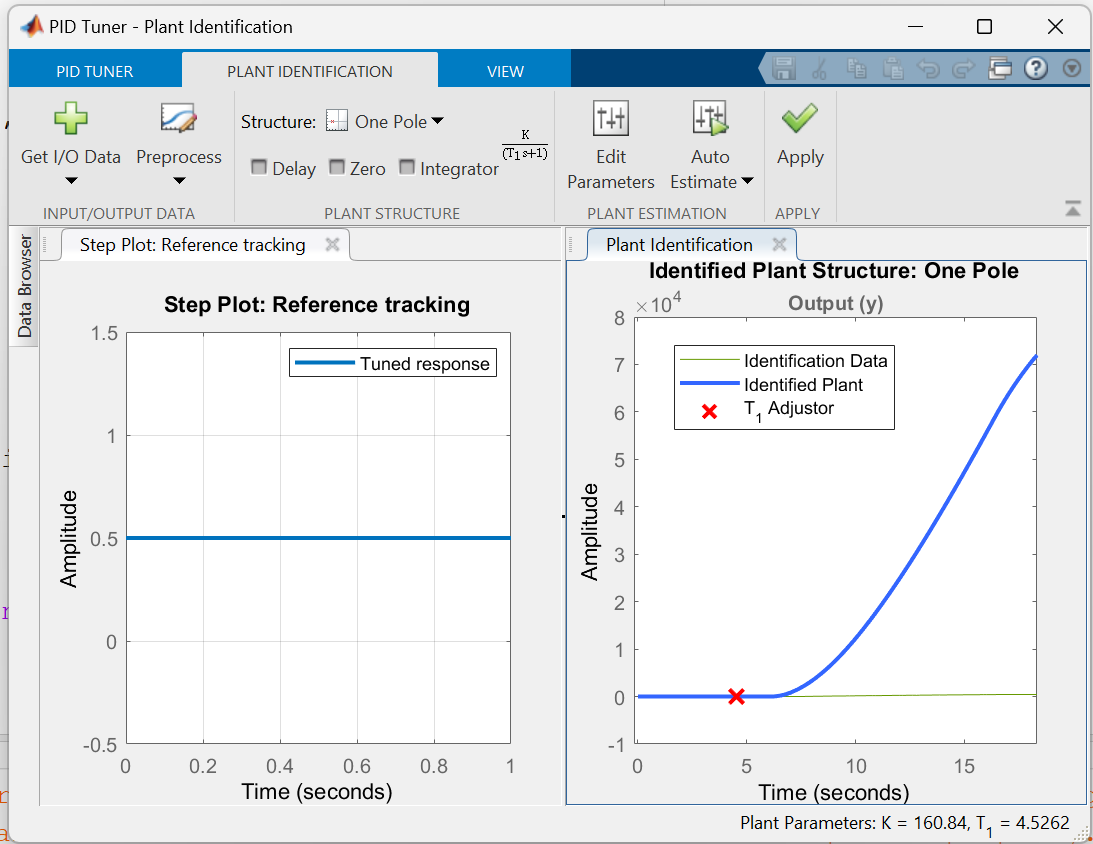 PID Tuner - Plant Identification
PID TUNER
PLANT IDENTIFICATION
VIEW
Get I/O Data
Preprocess
INPUT/OUTPUT DATA
Structure: One Pole
Delay Zero Integrator
K
(T1s+1)
PLANT STRUCTURE
Edit
Parameters
Auto
Estimate
PLANT ESTIMATION
Apply
APPLY
Data Browser
Step Plot: Reference tracking
Step Plot: Reference tracking
Tuned response
1.5
1
0.5
0
-0.5
Amplitude
0 0.2 0.4 0.6 0.8 1
Time (seconds)
Plant Identification
Identified Plant Structure: One Pole
×10^4
Output (y)
Identification Data
Identified Plant
T1 Adjustor
8
7
6
5
4
3
2
1
0
-1
Amplitude
0 5 10 15
Time (seconds)
Plant Parameters: K = 160.84, T1 = 4.5262